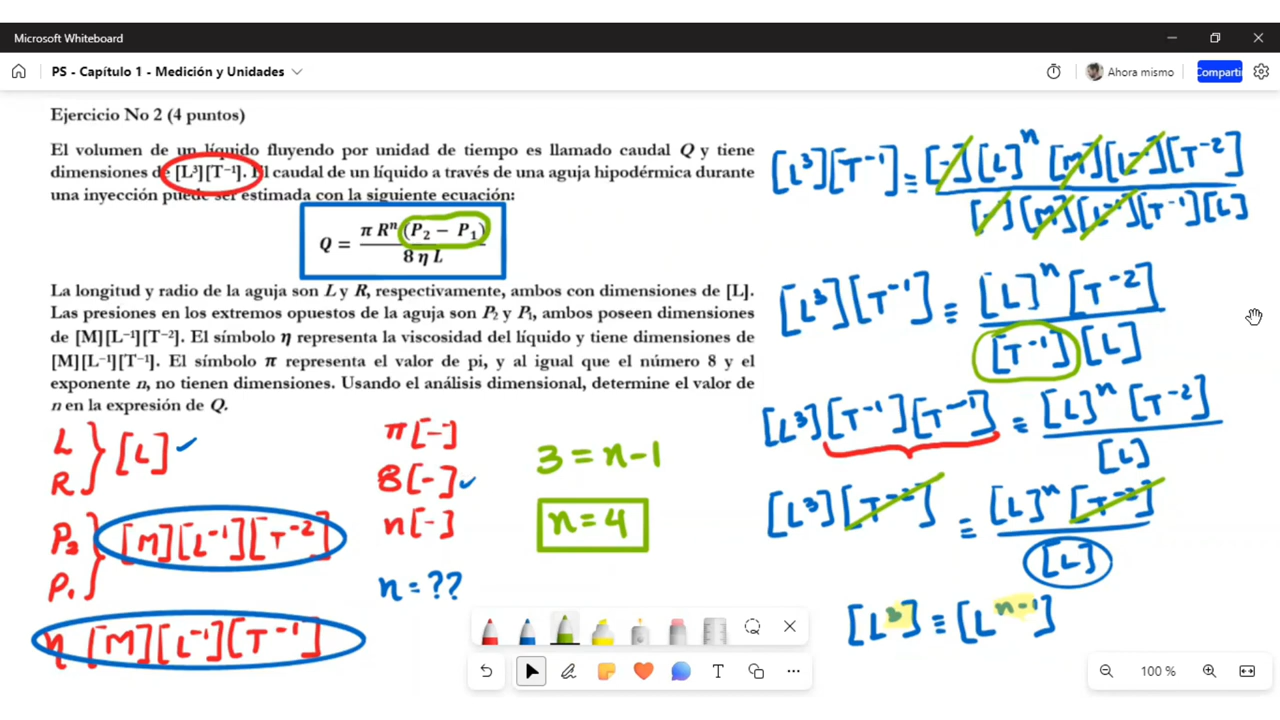 Microsoft Whiteboard
PS - Capítulo 1 - Medición y Unidades
Ahora mismo
Comparti
Ejercicio No 2 (4 puntos)
El volumen de un líquido fluyendo por unidad de tiempo es llamado caudal Q y tiene
dimensiones de [L³][T⁻¹]. El caudal de un líquido a través de una aguja hipodérmica durante
una inyección puede ser estimada con la siguiente ecuación:
Q = π Rⁿ (P₂ − P₁) / 8 η L
La longitud y radio de la aguja son L y R, respectivamente, ambos con dimensiones de [L].
Las presiones en los extremos opuestos de la aguja son P₂ y P₁, ambos poseen dimensiones
de [M][L⁻¹][T⁻²]. El símbolo η representa la viscosidad del líquido y tiene dimensiones de
[M][L⁻¹][T⁻¹]. El símbolo π representa el valor de pi, y al igual que el número 8 y el
exponente n, no tienen dimensiones. Usando el análisis dimensional, determine el valor de
n en la expresión de Q.
L
R } [L]
P₂
P₁ } [M][L⁻¹][T⁻²]
η [M][L⁻¹][T⁻¹]
π [-]
8 [-]
n [-]
n = ??
3 = n-1
n = 4
[L³][T⁻¹] ≡ [-][L]ⁿ [M][L⁻¹][T⁻²] / [-][M][L⁻¹][T⁻¹][L]
[L³][T⁻¹] ≡ [L]ⁿ [T⁻²] / [T⁻¹][L]
[L³][T⁻¹][T⁻¹] ≡ [L]ⁿ [T⁻²] / [L]
[L³][T⁻²] ≡ [L]ⁿ [T⁻²] / [L]
[L³] ≡ [Lⁿ⁻¹]
100 %